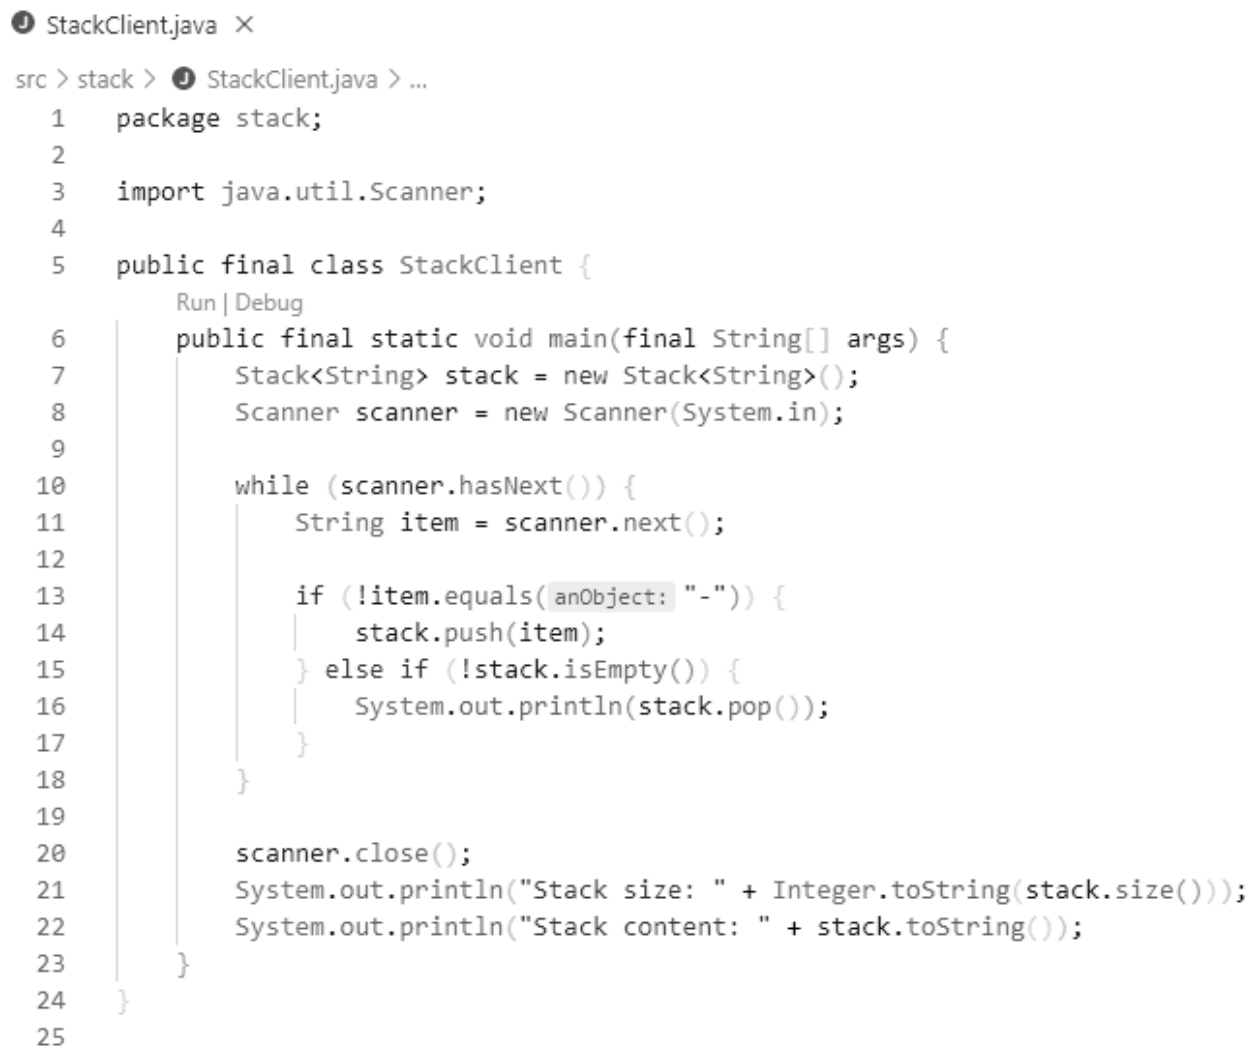 StackClient.java ×
src > stack > StackClient.java > ...
1 package stack;
2
3 import java.util.Scanner;
4
5 public final class StackClient {
Run | Debug
6 public final static void main(final String[] args) {
7 Stack<String> stack = new Stack<String>();
8 Scanner scanner = new Scanner(System.in);
9
10 while (scanner.hasNext()) {
11 String item = scanner.next();
12
13 if (!item.equals(anObject: "-")) {
14 stack.push(item);
15 } else if (!stack.isEmpty()) {
16 System.out.println(stack.pop());
17 }
18 }
19
20 scanner.close();
21 System.out.println("Stack size: " + Integer.toString(stack.size()));
22 System.out.println("Stack content: " + stack.toString());
23 }
24 }
25